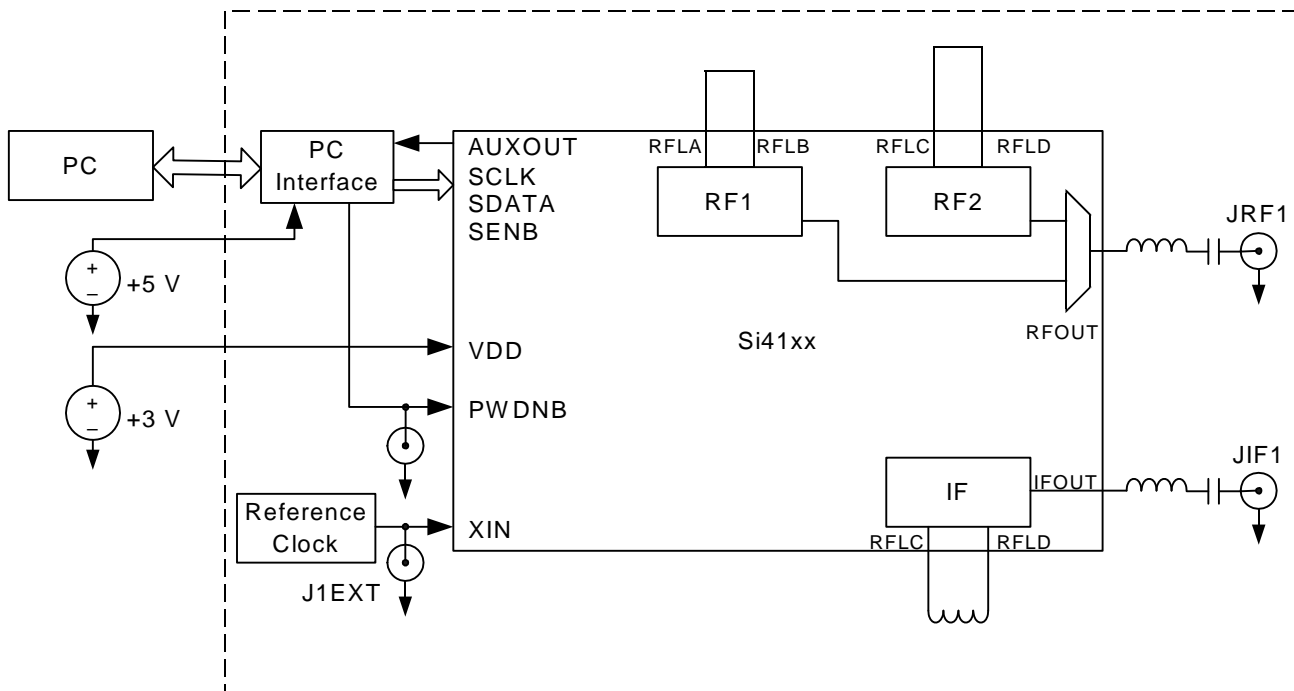 PC
PC
Interface
AUXOUT
SCLK
SDATA
SENB
RFLA
RFLB
RFLC
RFLD
RF1
RF2
JRF1
+
–
+5 V
RFOUT
Si41xx
VDD
+
–
+3 V
PWDNB
JIF1
IF
IFOUT
Reference
Clock
XIN
RFLC
RFLD
J1EXT